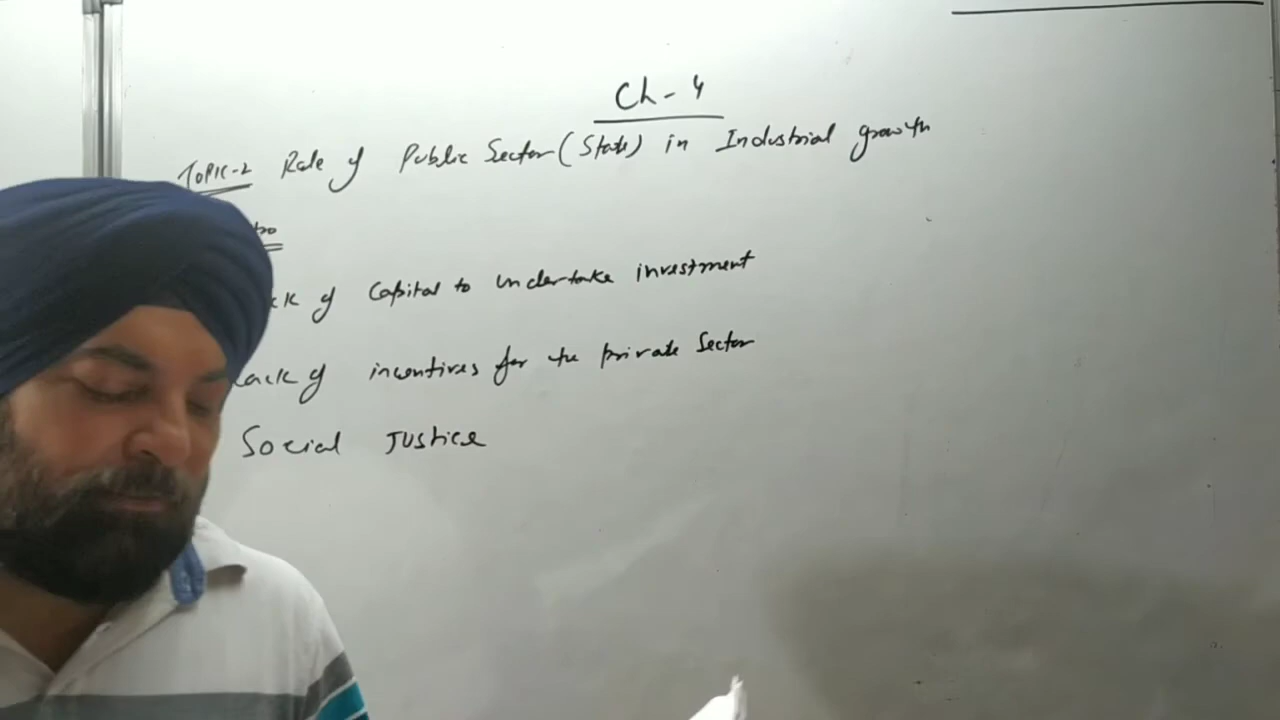 Ch - 4
Topic-2 Role of Public Sector (State) in Industrial growth
of Capital to undertake investment
Lack of incentives for the private Sector
Social Justice